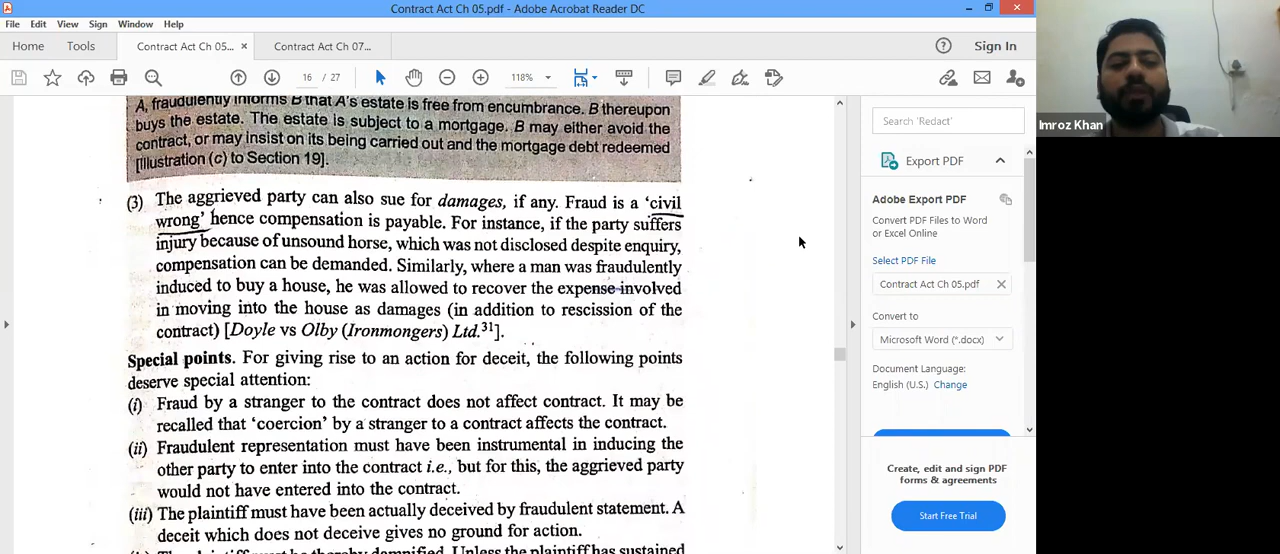 Contract Act Ch 05.pdf - Adobe Acrobat Reader DC
File Edit View Sign Window Help
Home Tools Contract Act Ch 05... × Contract Act Ch 07... Sign In
16 / 27 118%
A, fraudulently informs B that A's estate is free from encumbrance. B thereupon
buys the estate. The estate is subject to a mortgage. B may either avoid the
contract, or may insist on its being carried out and the mortgage debt redeemed
[Illustration (c) to Section 19].
(3) The aggrieved party can also sue for damages, if any. Fraud is a 'civil
wrong' hence compensation is payable. For instance, if the party suffers
injury because of unsound horse, which was not disclosed despite enquiry,
compensation can be demanded. Similarly, where a man was fraudulently
induced to buy a house, he was allowed to recover the expense involved
in moving into the house as damages (in addition to rescission of the
contract) [Doyle vs Olby (Ironmongers) Ltd.31].
Special points. For giving rise to an action for deceit, the following points
deserve special attention:
(i) Fraud by a stranger to the contract does not affect contract. It may be
recalled that 'coercion' by a stranger to a contract affects the contract.
(ii) Fraudulent representation must have been instrumental in inducing the
other party to enter into the contract i.e., but for this, the aggrieved party
would not have entered into the contract.
(iii) The plaintiff must have been actually deceived by fraudulent statement. A
deceit which does not deceive gives no ground for action.
(iv) The plaintiff must be thereby damnified. Unless the plaintiff has sustained
Search 'Redact'
Export PDF
Adobe Export PDF
Convert PDF Files to Word
or Excel Online
Select PDF File
Contract Act Ch 05.pdf ×
Convert to
Microsoft Word (*.docx)
Document Language:
English (U.S.) Change
Create, edit and sign PDF
forms & agreements
Start Free Trial
Imroz Khan